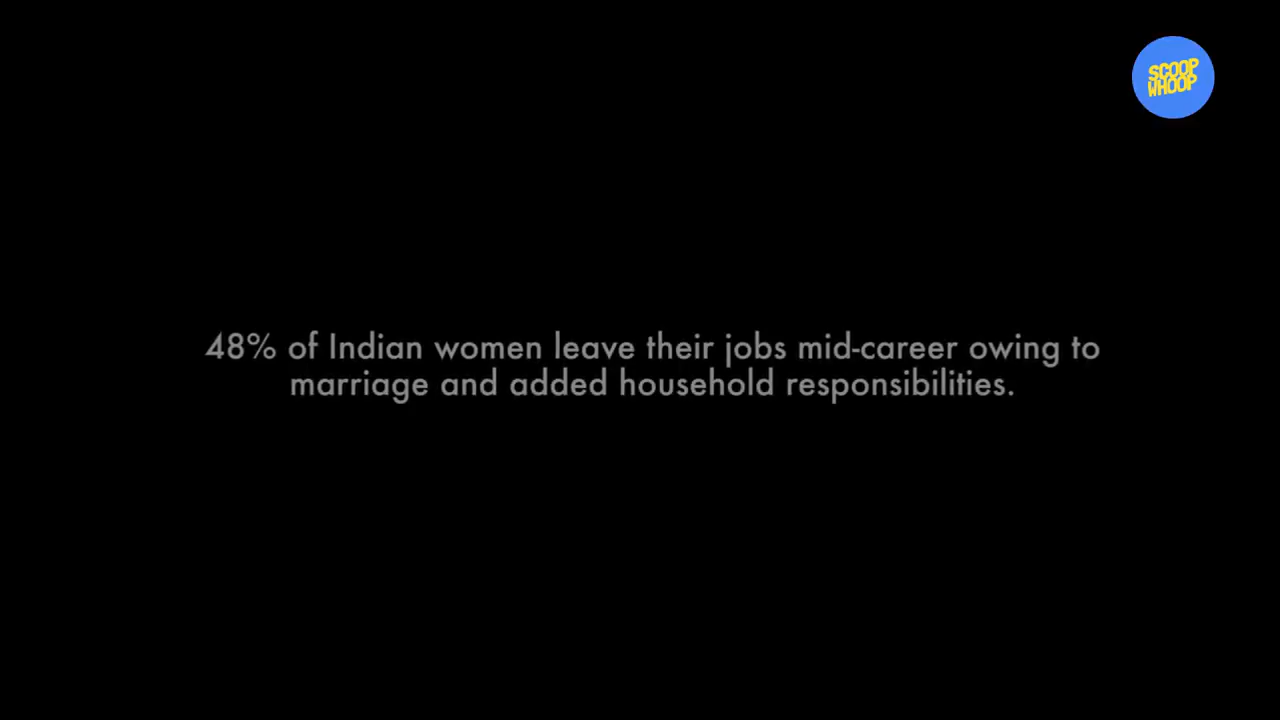 SCOOP
WHOOP
48% of Indian women leave their jobs mid-career owing to
marriage and added household responsibilities.